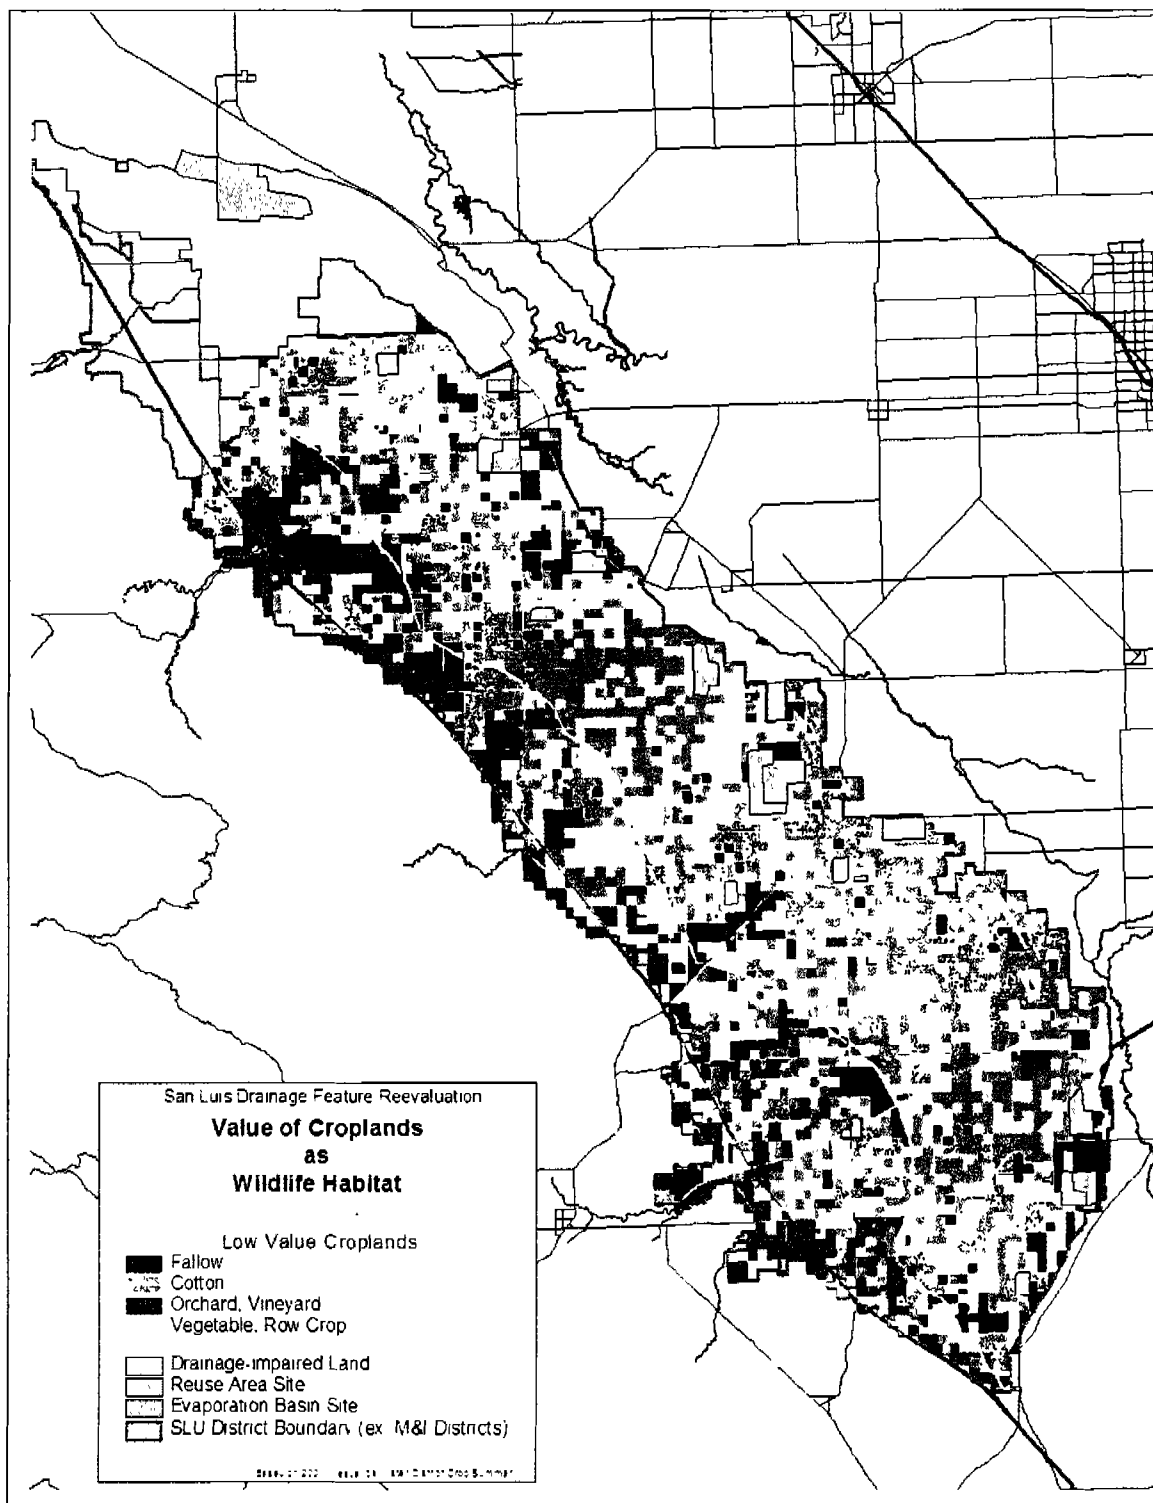 San Luis Drainage Feature Reevaluation
Value of Croplands
as
Wildlife Habitat
Low Value Croplands
Fallow
Cotton
Orchard, Vineyard
Vegetable, Row Crop
Drainage-impaired Land
Reuse Area Site
Evaporation Basin Site
SLU District Boundary (ex M&I Districts)